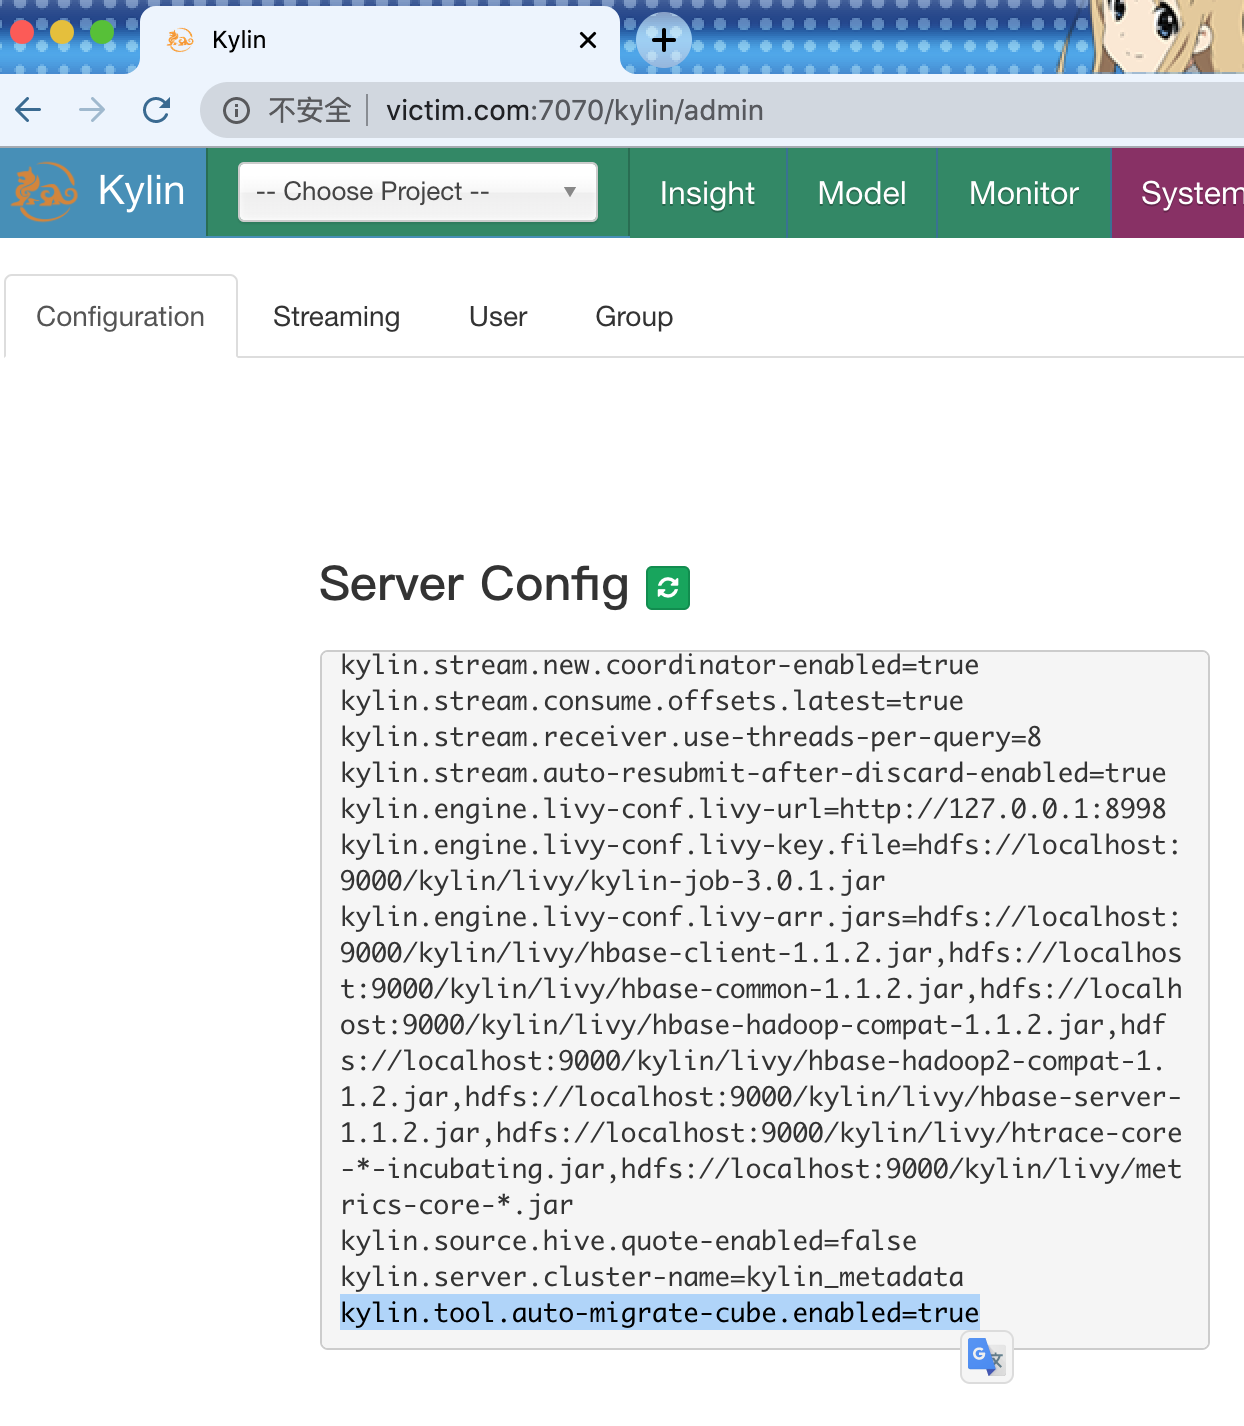 Kylin
不安全 victim.com:7070/kylin/admin
Kylin -- Choose Project -- Insight Model Monitor System
Configuration Streaming User Group
Server Config
kylin.stream.new.coordinator-enabled=true
kylin.stream.consume.offsets.latest=true
kylin.stream.receiver.use-threads-per-query=8
kylin.stream.auto-resubmit-after-discard-enabled=true
kylin.engine.livy-conf.livy-url=http://127.0.0.1:8998
kylin.engine.livy-conf.livy-key.file=hdfs://localhost:
9000/kylin/livy/kylin-job-3.0.1.jar
kylin.engine.livy-conf.livy-arr.jars=hdfs://localhost:
9000/kylin/livy/hbase-client-1.1.2.jar,hdfs://localhos
t:9000/kylin/livy/hbase-common-1.1.2.jar,hdfs://localh
ost:9000/kylin/livy/hbase-hadoop-compat-1.1.2.jar,hdf
s://localhost:9000/kylin/livy/hbase-hadoop2-compat-1.
1.2.jar,hdfs://localhost:9000/kylin/livy/hbase-server-
1.1.2.jar,hdfs://localhost:9000/kylin/livy/htrace-core
-*-incubating.jar,hdfs://localhost:9000/kylin/livy/met
rics-core-*.jar
kylin.source.hive.quote-enabled=false
kylin.server.cluster-name=kylin_metadata
kylin.tool.auto-migrate-cube.enabled=true
G 文